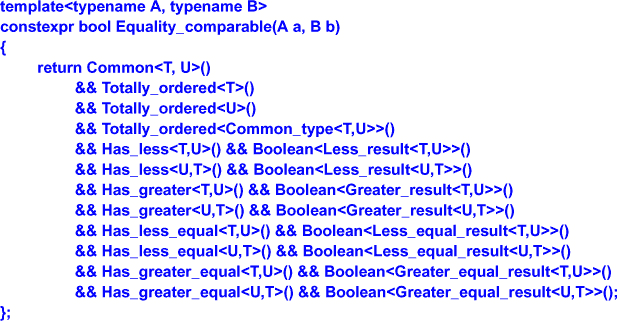 template<typename A, typename B>
constexpr bool Equality_comparable(A a, B b)
{
return Common<T, U>()
&& Totally_ordered<T>()
&& Totally_ordered<U>()
&& Totally_ordered<Common_type<T,U>>()
&& Has_less<T,U>() && Boolean<Less_result<T,U>>()
&& Has_less<U,T>() && Boolean<Less_result<U,T>>()
&& Has_greater<T,U>() && Boolean<Greater_result<T,U>>()
&& Has_greater<U,T>() && Boolean<Greater_result<U,T>>()
&& Has_less_equal<T,U>() && Boolean<Less_equal_result<T,U>>()
&& Has_less_equal<U,T>() && Boolean<Less_equal_result<U,T>>()
&& Has_greater_equal<T,U>() && Boolean<Greater_equal_result<T,U>>()
&& Has_greater_equal<U,T>() && Boolean<Greater_equal_result<U,T>>();
};